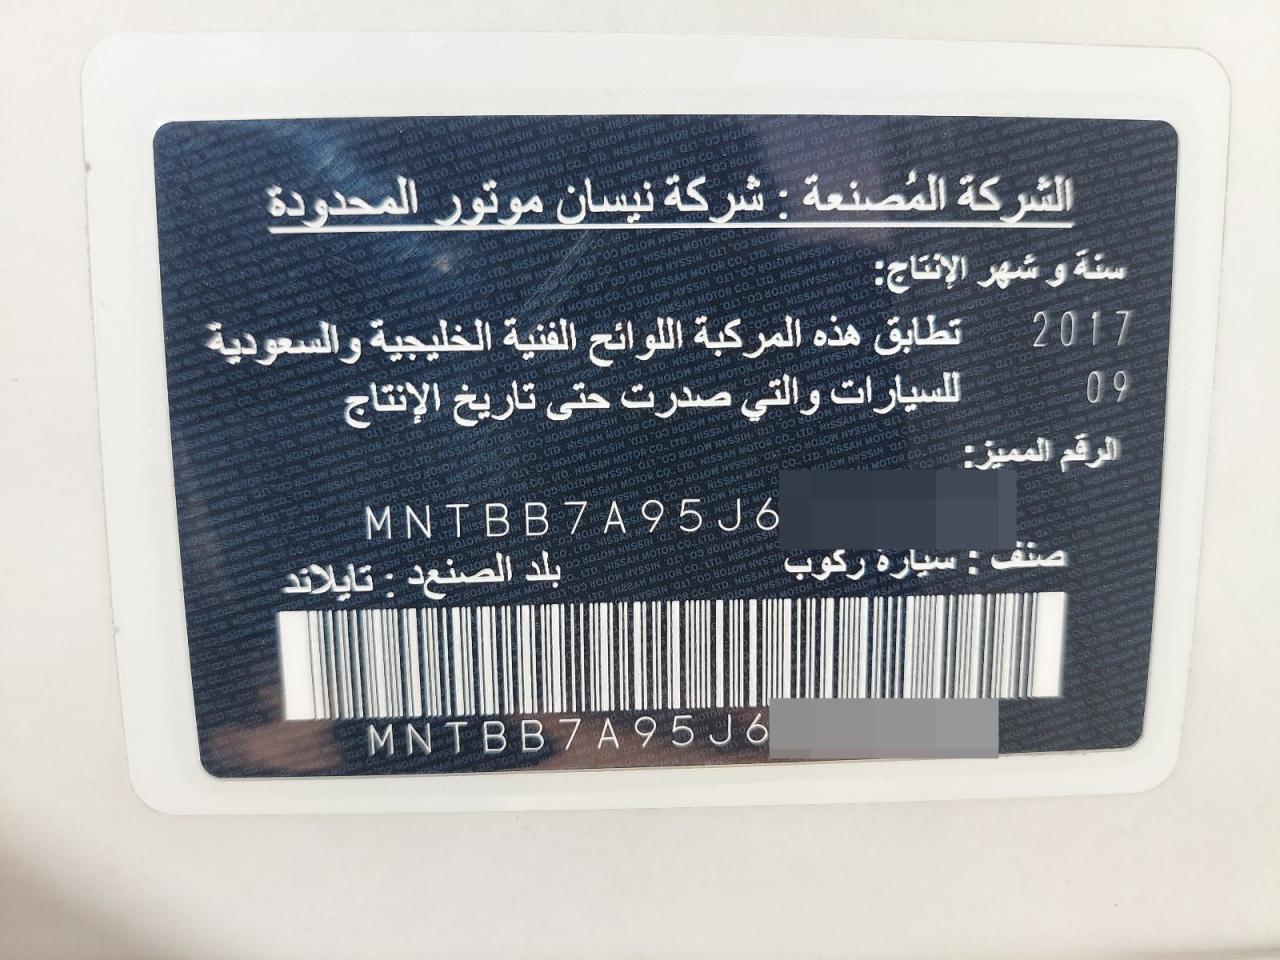 الشركة المُصنعة : شركة نيسان موتور المحدودة
سنة و شهر الإنتاج:
2017 تطابق هذه المركبة اللوائح الفنية الخليجية والسعودية
09 للسيارات والتي صدرت حتى تاريخ الإنتاج
الرقم المميز:
MNTBB7A95J6
صنف : سيارة ركوب بلد الصنعد : تايلاند
MNTBB7A95J6